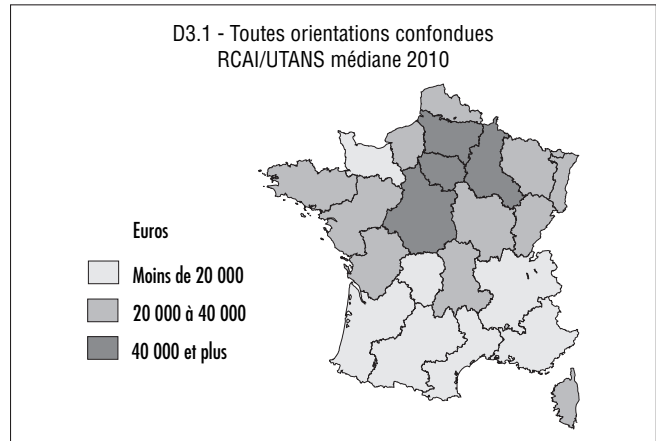 D3.1 - Toutes orientations confondues
RCAI/UTANS médiane 2010
Euros
Moins de 20 000
20 000 à 40 000
40 000 et plus